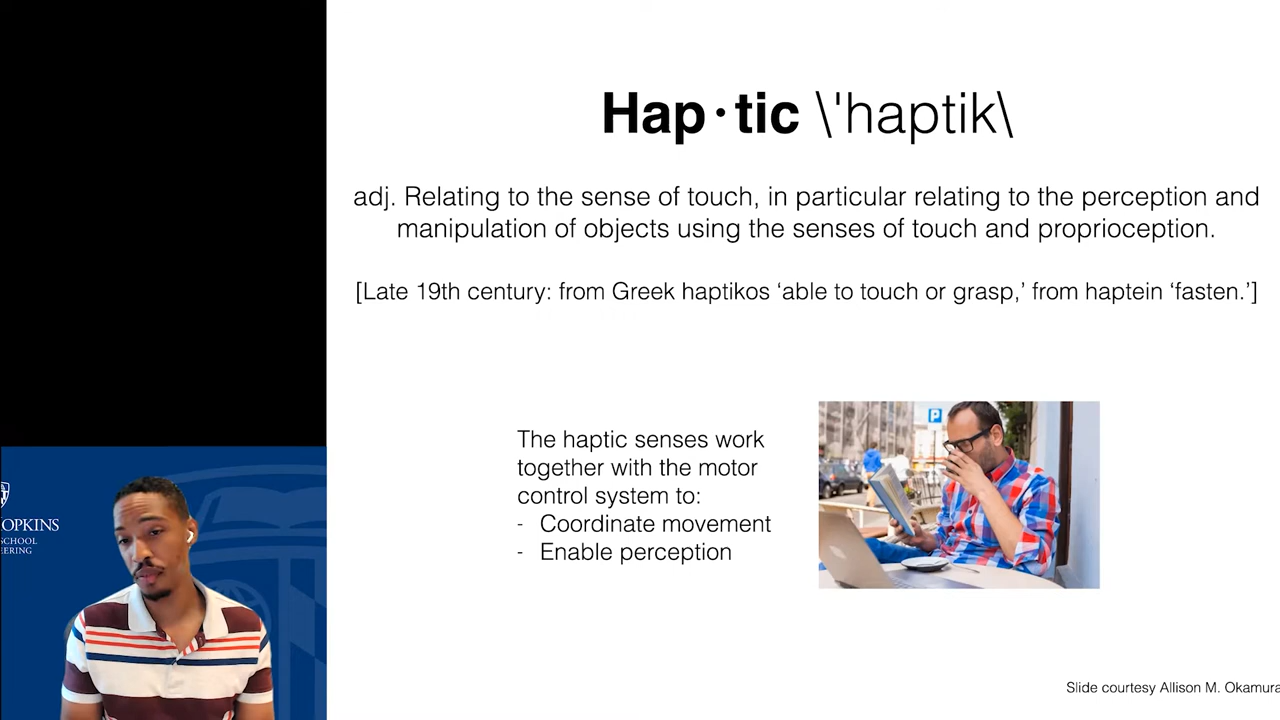 Hap·tic \'haptik\
adj. Relating to the sense of touch, in particular relating to the perception and
manipulation of objects using the senses of touch and proprioception.
[Late 19th century: from Greek haptikos ‘able to touch or grasp,’ from haptein ‘fasten.’]
The haptic senses work
together with the motor
control system to:
- Coordinate movement
- Enable perception
P
OPKINS
SCHOOL
EERING
Slide courtesy Allison M. Okamura